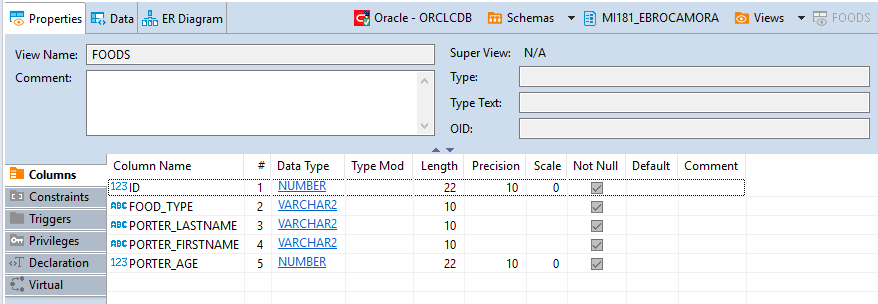 Properties Data ER Diagram Oracle - ORCLCDB Schemas MI181_EBROCAMORA Views FOODS
View Name: FOODS Super View: N/A
Comment: Type:
Type Text:
OID:
Columns
Constraints
Triggers
Privileges
Declaration
Virtual
Column Name # Data Type Type Mod Length Precision Scale Not Null Default Comment
123 ID 1 NUMBER 22 10 0
ABC FOOD_TYPE 2 VARCHAR2 10
ABC PORTER_LASTNAME 3 VARCHAR2 10
ABC PORTER_FIRSTNAME 4 VARCHAR2 10
123 PORTER_AGE 5 NUMBER 22 10 0